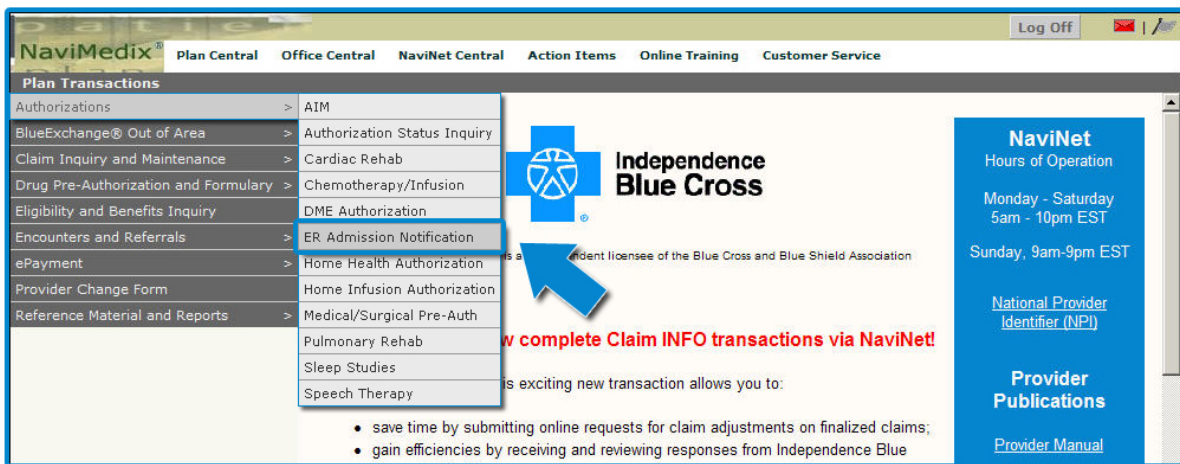 Log Off
|
NaviMedix®
Plan Central Office Central NaviNet Central Action Items Online Training Customer Service
Plan Transactions
Authorizations >
BlueExchange® Out of Area >
Claim Inquiry and Maintenance >
Drug Pre-Authorization and Formulary >
Eligibility and Benefits Inquiry
Encounters and Referrals >
ePayment >
Provider Change Form
Reference Material and Reports >
AIM
Authorization Status Inquiry
Cardiac Rehab
Chemotherapy/Infusion
DME Authorization
ER Admission Notification
Home Health Authorization
Home Infusion Authorization
Medical/Surgical Pre-Auth
Pulmonary Rehab
Sleep Studies
Speech Therapy
Independence
Blue Cross
®
licensee of the Blue Cross and Blue Shield Association
complete Claim INFO transactions via NaviNet!
exciting new transaction allows you to:
• save time by submitting online requests for claim adjustments on finalized claims;
• gain efficiencies by receiving and reviewing responses from Independence Blue
NaviNet
Hours of Operation
Monday - Saturday
5am - 10pm EST
Sunday, 9am-9pm EST
National Provider
Identifier (NPI)
Provider
Publications
Provider Manual